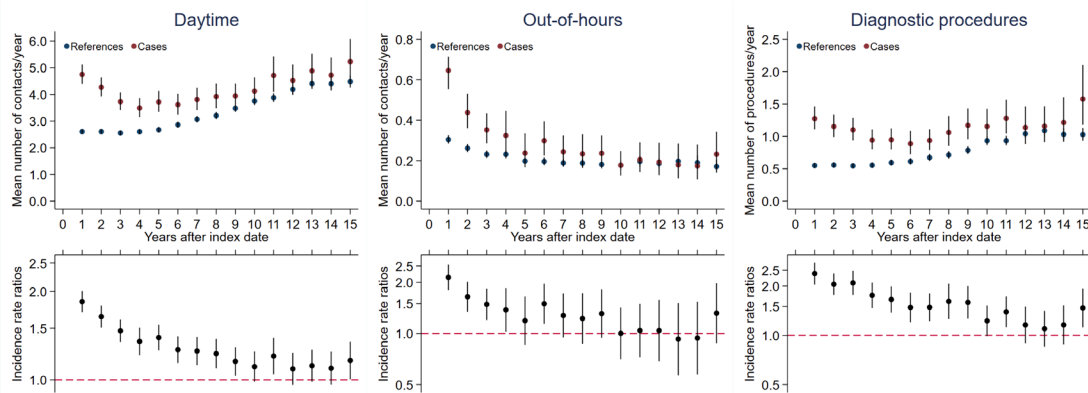 Daytime
Mean number of contacts/year
6.0
5.0
4.0
3.0
2.0
1.0
0.0
References Cases
0 1 2 3 4 5 6 7 8 9 10 11 12 13 14 15
Years after index date
Incidence rate ratios
2.5
2.0
1.5
1.0
Out-of-hours
Mean number of contacts/year
0.8
0.6
0.4
0.2
0.0
References Cases
0 1 2 3 4 5 6 7 8 9 10 11 12 13 14 15
Years after index date
Incidence rate ratios
2.5
2.0
1.5
1.0
0.5
Diagnostic procedures
Mean number of procedures/year
2.5
2.0
1.5
1.0
0.5
0.0
References Cases
0 1 2 3 4 5 6 7 8 9 10 11 12 13 14 15
Years after index date
Incidence rate ratios
2.5
2.0
1.5
1.0
0.5